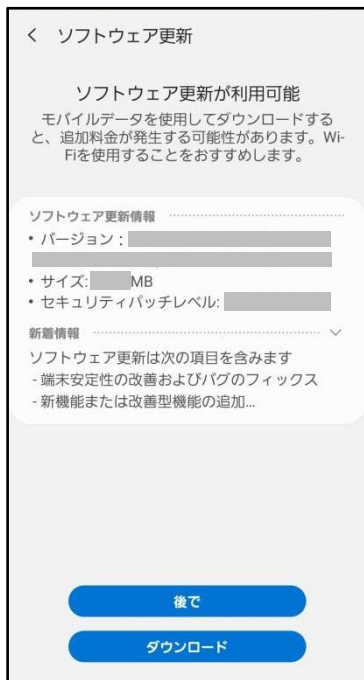 < ソフトウェア更新
ソフトウェア更新が利用可能
モバイルデータを使用してダウンロードする
と、追加料金が発生する可能性があります。Wi-
Fiを使用することをおすすめします。
ソフトウェア更新情報
• バージョン：
• サイズ: MB
• セキュリティパッチレベル:
新着情報
ソフトウェア更新は次の項目を含みます
- 端末安定性の改善およびバグのフィックス
- 新機能または改善型機能の追加...
後で
ダウンロード